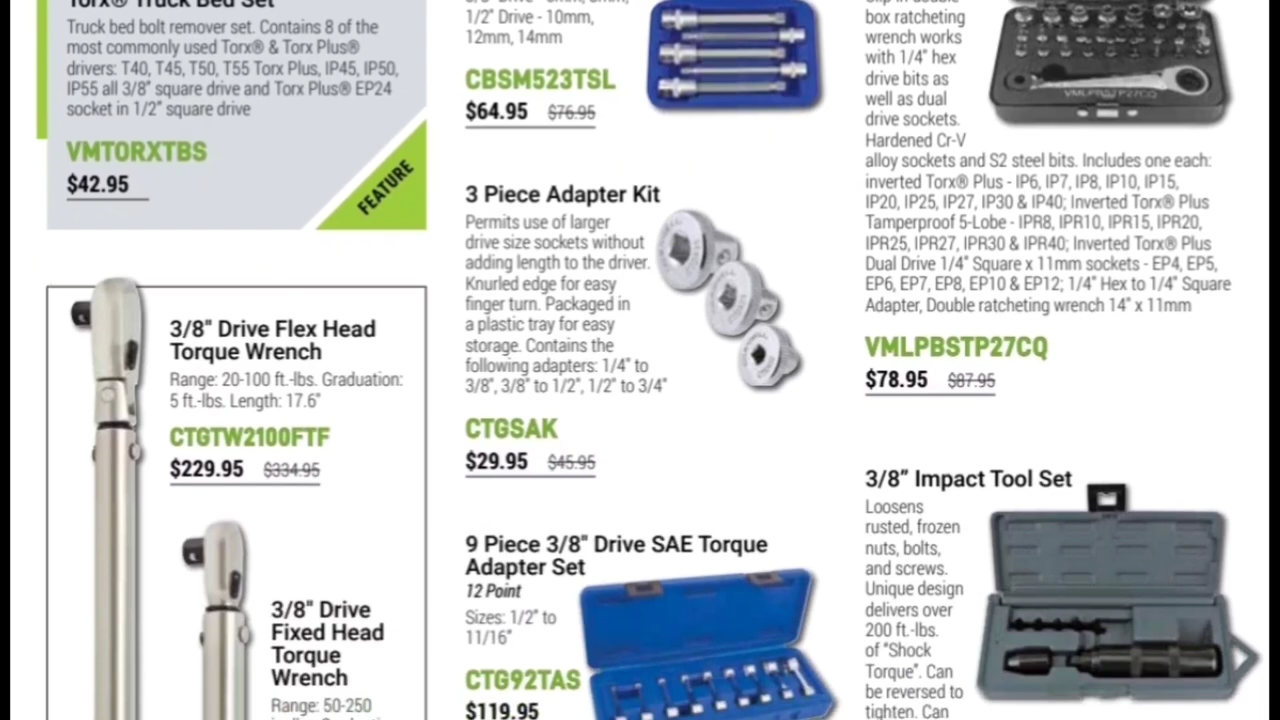 Torx® Truck Bed Set
Truck bed bolt remover set. Contains 8 of the
most commonly used Torx® & Torx Plus®
drivers: T40, T45, T50, T55 Torx Plus, IP45, IP50,
IP55 all 3/8" square drive and Torx Plus® EP24
socket in 1/2" square drive
VMTORXTBS
$42.95
FEATURE
3/8" Drive Flex Head
Torque Wrench
Range: 20-100 ft.-lbs. Graduation:
5 ft.-lbs. Length: 17.6"
CTGTW2100FTF
$229.95 $334.95
3/8" Drive
Fixed Head
Torque
Wrench
Range: 50-250
1/2" Drive - 10mm,
12mm, 14mm
CBSM523TSL
$64.95 $76.95
3 Piece Adapter Kit
Permits use of larger
drive size sockets without
adding length to the driver.
Knurled edge for easy
finger turn. Packaged in
a plastic tray for easy
storage. Contains the
following adapters: 1/4" to
3/8", 3/8" to 1/2", 1/2" to 3/4"
CTGSAK
$29.95 $45.95
9 Piece 3/8" Drive SAE Torque
Adapter Set
12 Point
Sizes: 1/2" to
11/16"
CTG92TAS
$119.95
box ratcheting
wrench works
with 1/4" hex
drive bits as
well as dual
drive sockets.
Hardened Cr-V
alloy sockets and S2 steel bits. Includes one each:
inverted Torx® Plus - IP6, IP7, IP8, IP10, IP15,
IP20, IP25, IP27, IP30 & IP40; Inverted Torx® Plus
Tamperproof 5-Lobe - IPR8, IPR10, IPR15, IPR20,
IPR25, IPR27, IPR30 & IPR40; Inverted Torx® Plus
Dual Drive 1/4" Square x 11mm sockets - EP4, EP5,
EP6, EP7, EP8, EP10 & EP12; 1/4" Hex to 1/4" Square
Adapter, Double ratcheting wrench 14" x 11mm
VMLPBSTP27CQ
VMLPBSTP27CQ
$78.95 $87.95
3/8” Impact Tool Set
Loosens
rusted, frozen
nuts, bolts,
and screws.
Unique design
delivers over
200 ft.-lbs.
of "Shock
Torque". Can
be reversed to
tighten. Can